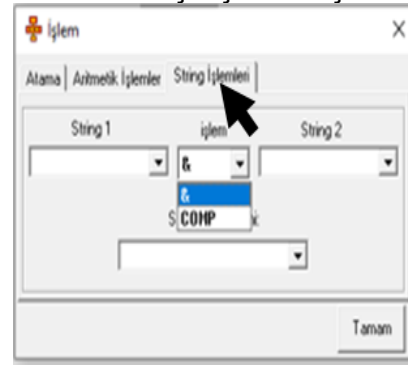 İşlem
Atama Aritmetik İşlemler String İşlemleri
String 1 işlem String 2
&
&
COMP
Tamam